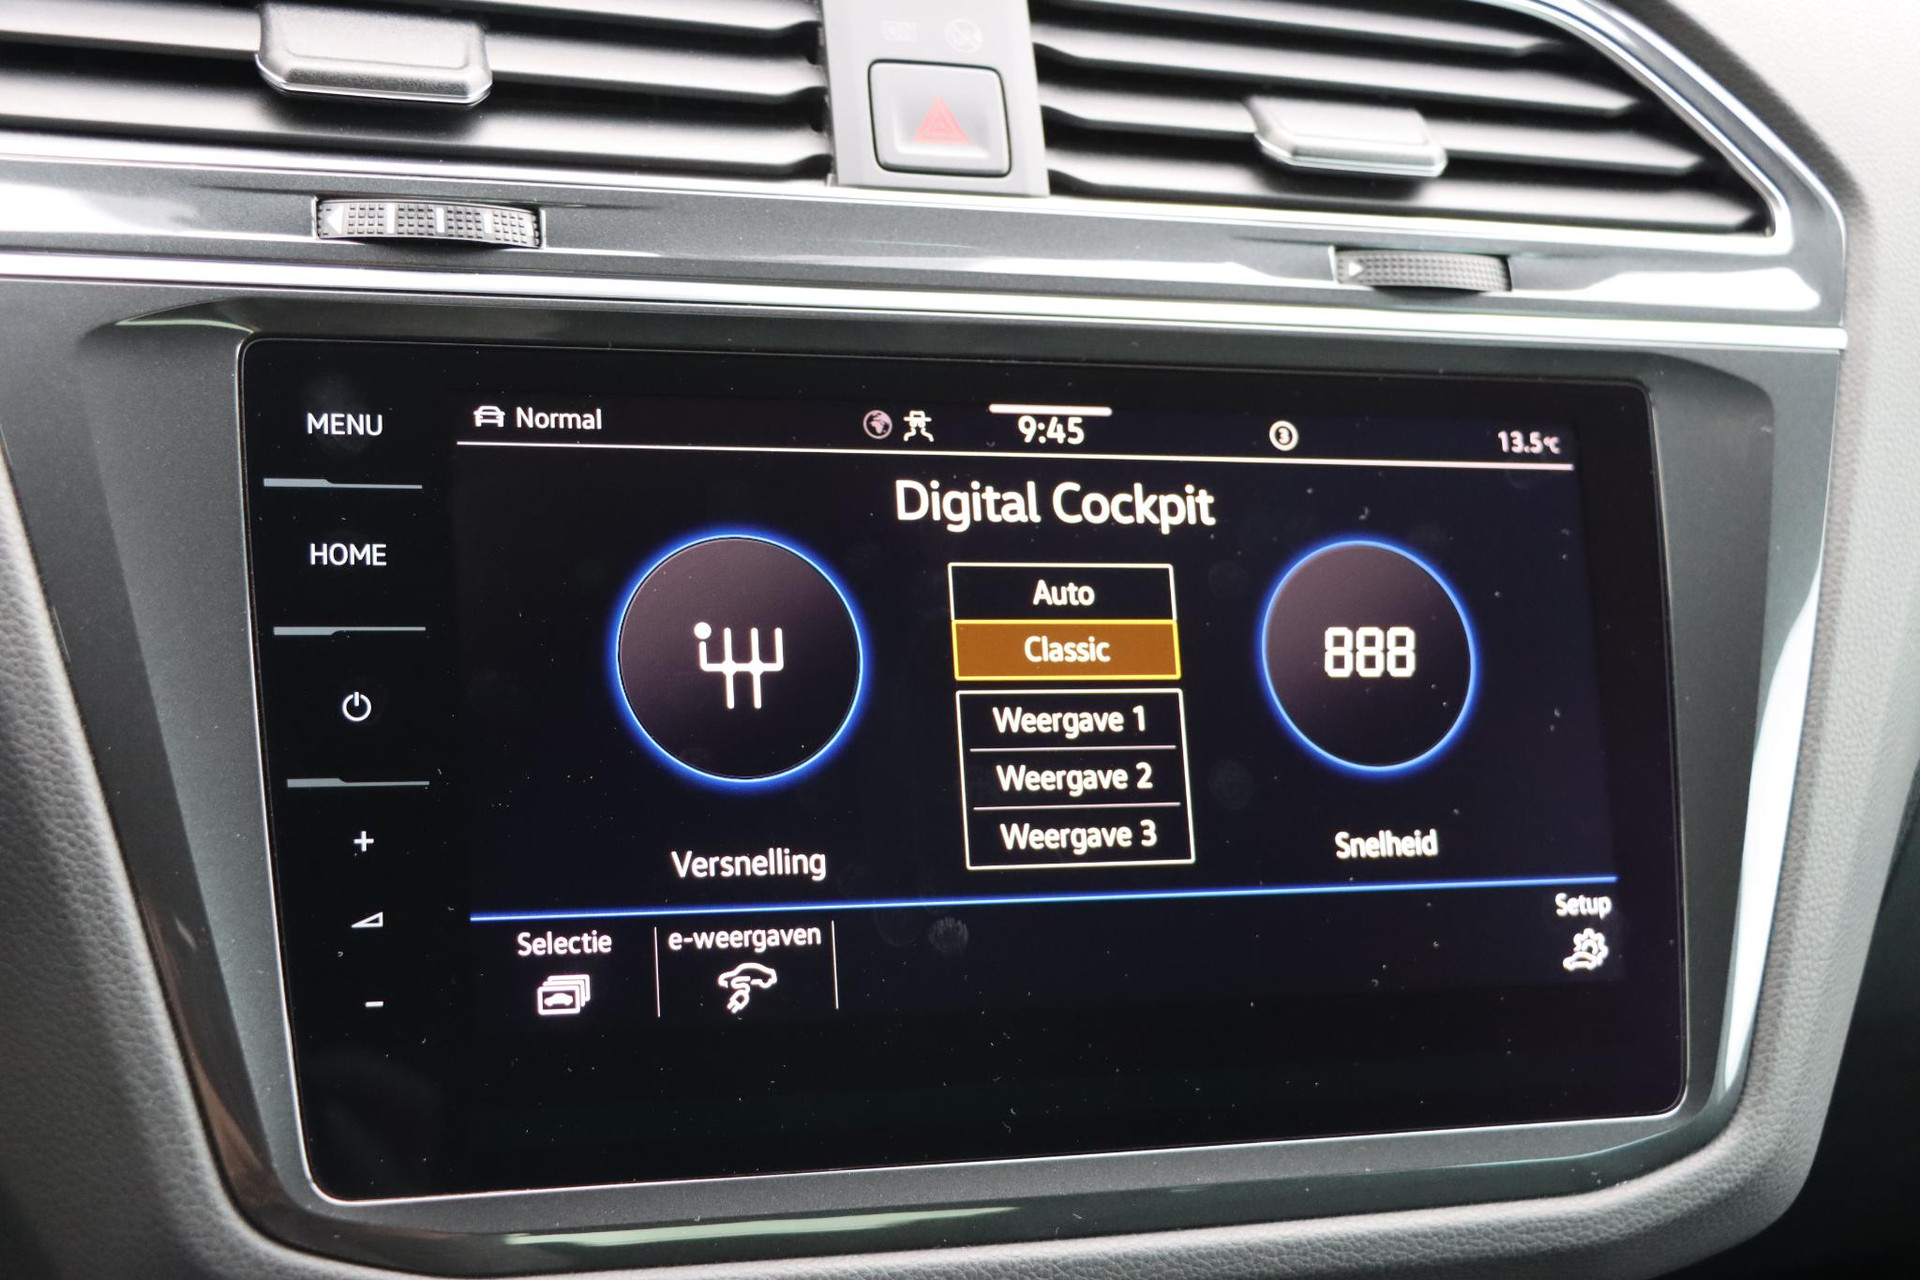 MENU
HOME
Normal
9:45
3
13.5°C
Digital Cockpit
Auto
Classic
Weergave 1
Weergave 2
Weergave 3
888
Versnelling
Snelheid
Selectie
e-weergaven
Setup
+
-